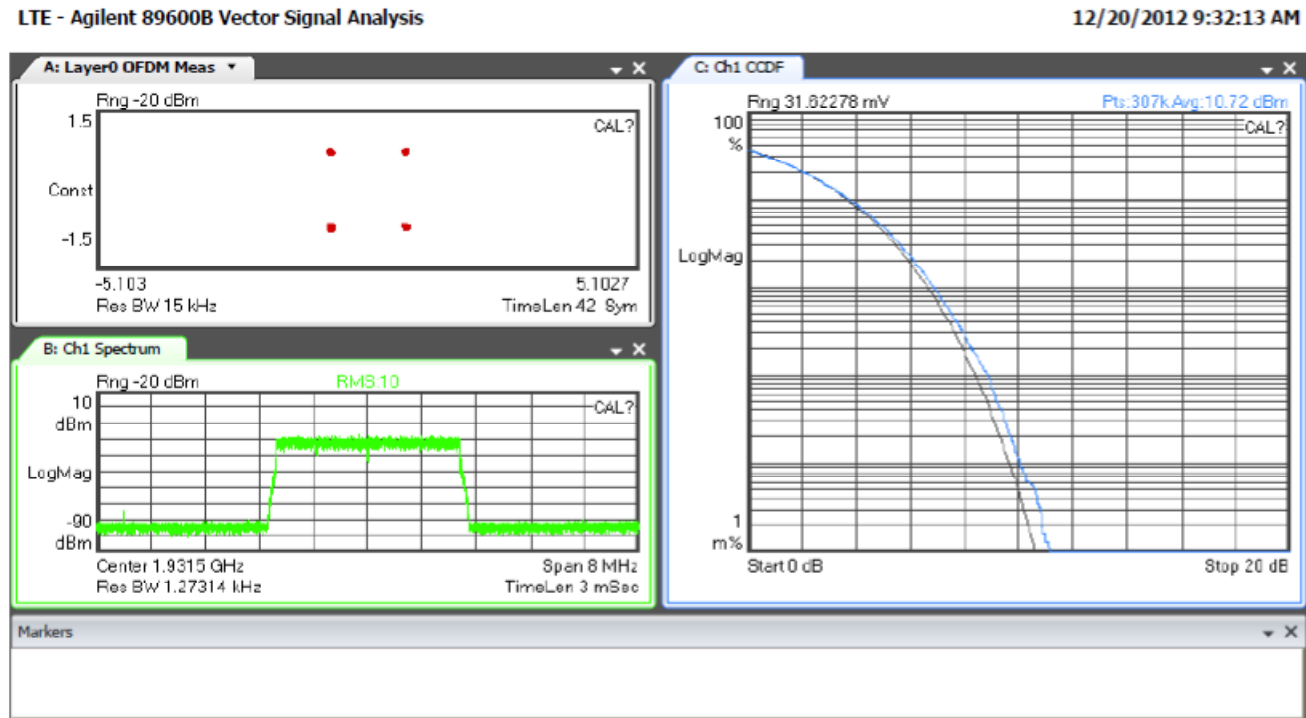 LTE - Agilent 89600B Vector Signal Analysis 12/20/2012 9:32:13 AM
A: Layer0 OFDM Meas
Rng -20 dBm
1.5
CAL?
Const
-1.5
-5.103 5.1027
Res BW 15 kHz TimeLen 42 Sym
B: Ch1 Spectrum
Rng -20 dBm RMS:10
10
dBm
CAL?
LogMag
-90
dBm
Center 1.9315 GHz Span 8 MHz
Res BW 1.27314 kHz TimeLen 3 mSec
C: Ch1 CCDF
Rng 31.62278 mV Pts:307k Avg:10.72 dBm
100
%
CAL?
LogMag
1
m%
Start 0 dB Stop 20 dB
Markers